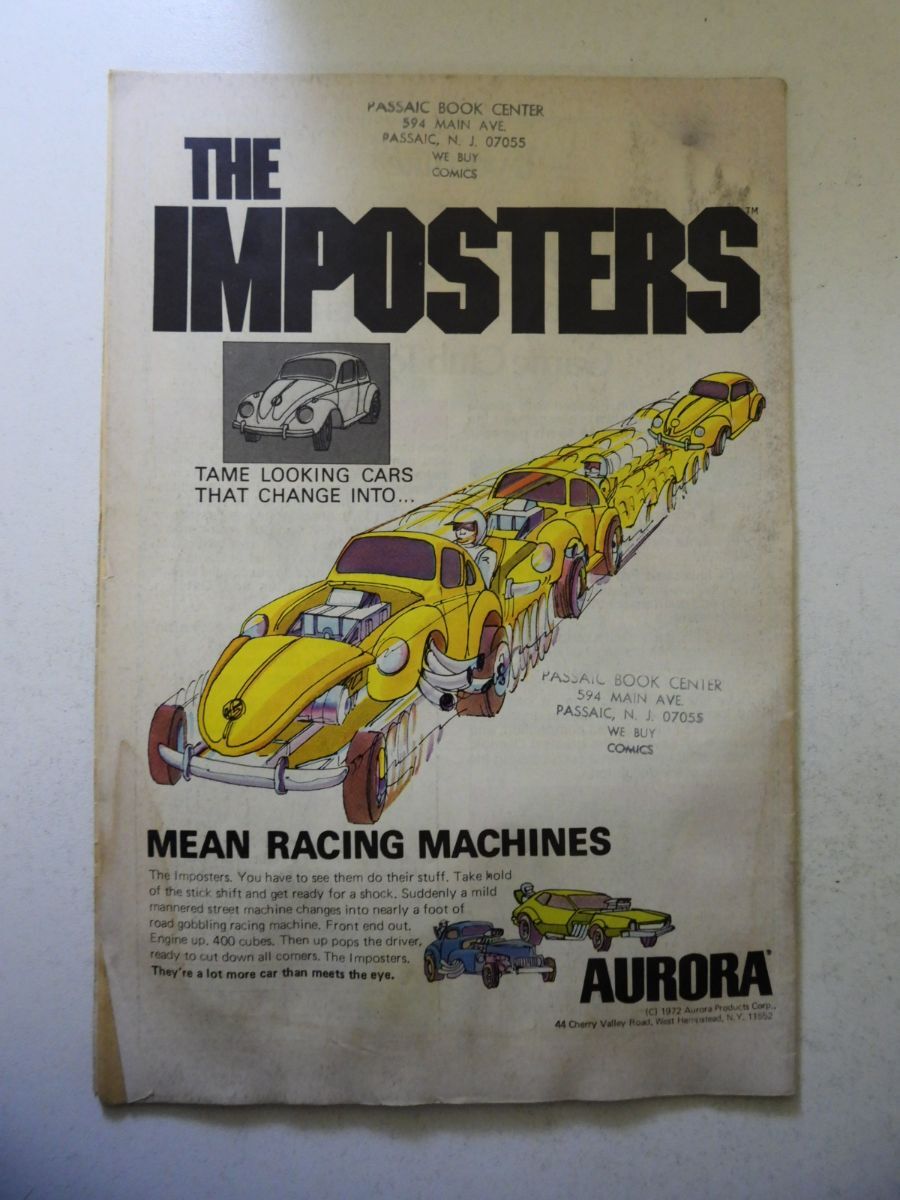 PASSAIC BOOK CENTER
594 MAIN AVE.
PASSAIC, N. J. 07055
WE BUY
COMICS
THE
IMPOSTERS™
TAME LOOKING CARS
THAT CHANGE INTO...
PASSAIC BOOK CENTER
594 MAIN AVE.
PASSAIC, N. J. 07055
WE BUY
COMICS
MEAN RACING MACHINES
The Imposters. You have to see them do their stuff. Take hold
of the stick shift and get ready for a shock. Suddenly a mild
mannered street machine changes into nearly a foot of
road gobbling racing machine. Front end out.
Engine up. 400 cubes. Then up pops the driver,
ready to cut down all comers. The Imposters.
They're a lot more car than meets the eye.
AURORA®
(C) 1972 Aurora Products Corp.,
44 Cherry Valley Road, West Hempstead, N.Y. 11552